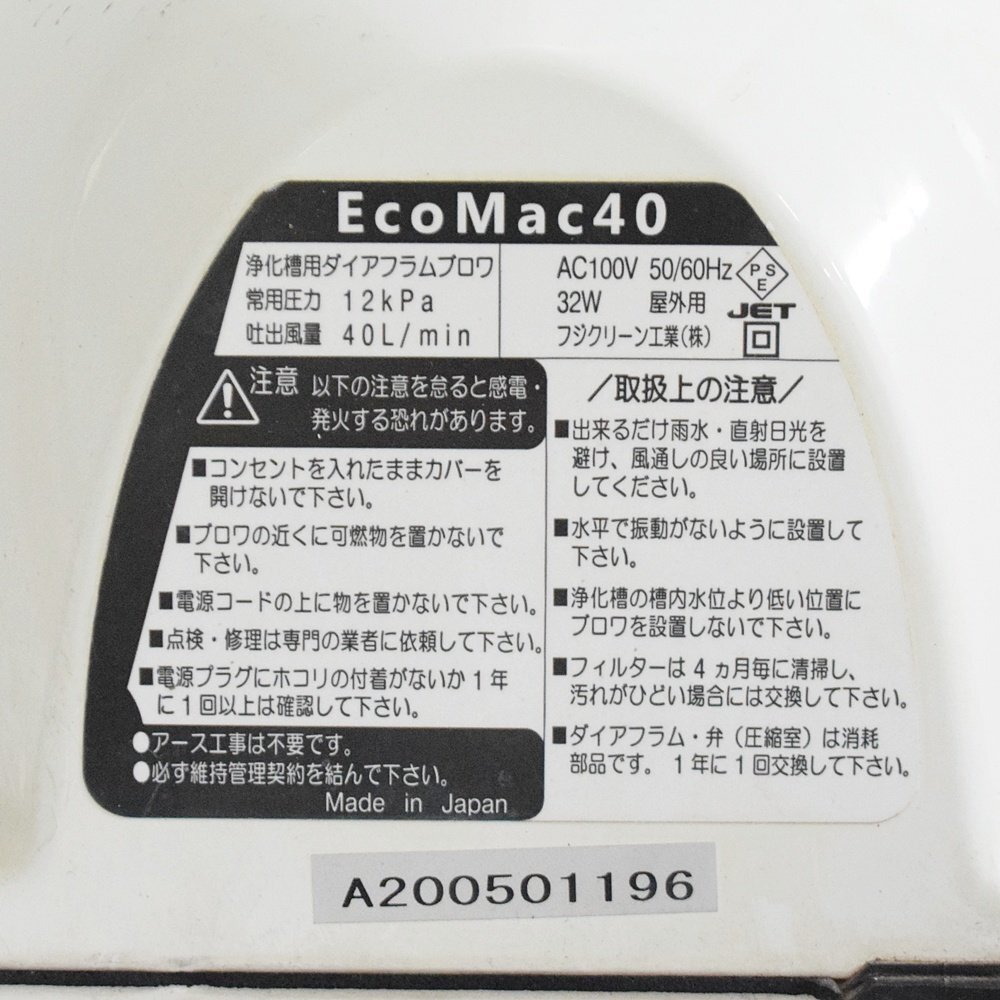 EcoMac40
浄化槽用ダイアフラムブロワ
常用圧力 12kPa
吐出風量 40L/min
AC100V 50/60Hz
32W 屋外用
フジクリーン工業(株)
PSE
JET
注意 以下の注意を怠ると感電・
発火する恐れがあります。
■コンセントを入れたままカバーを
開けないで下さい。
■ブロワの近くに可燃物を置かないで
下さい。
■電源コードの上に物を置かないで下さい。
■点検・修理は専門の業者に依頼して下さい。
■電源プラグにホコリの付着がないか1年
に1回以上は確認して下さい。
●アース工事は不要です。
●必ず維持管理契約を結んで下さい。
Made in Japan
／取扱上の注意／
■出来るだけ雨水・直射日光を
避け、風通しの良い場所に設置
してください。
■水平で振動がないように設置して
下さい。
■浄化槽の槽内水位より低い位置に
ブロワを設置しないで下さい。
■フィルターは4ヵ月毎に清掃し、
汚れがひどい場合には交換して下さい。
■ダイアフラム・弁（圧縮室）は消耗
部品です。1年に1回交換して下さい。
A200501196